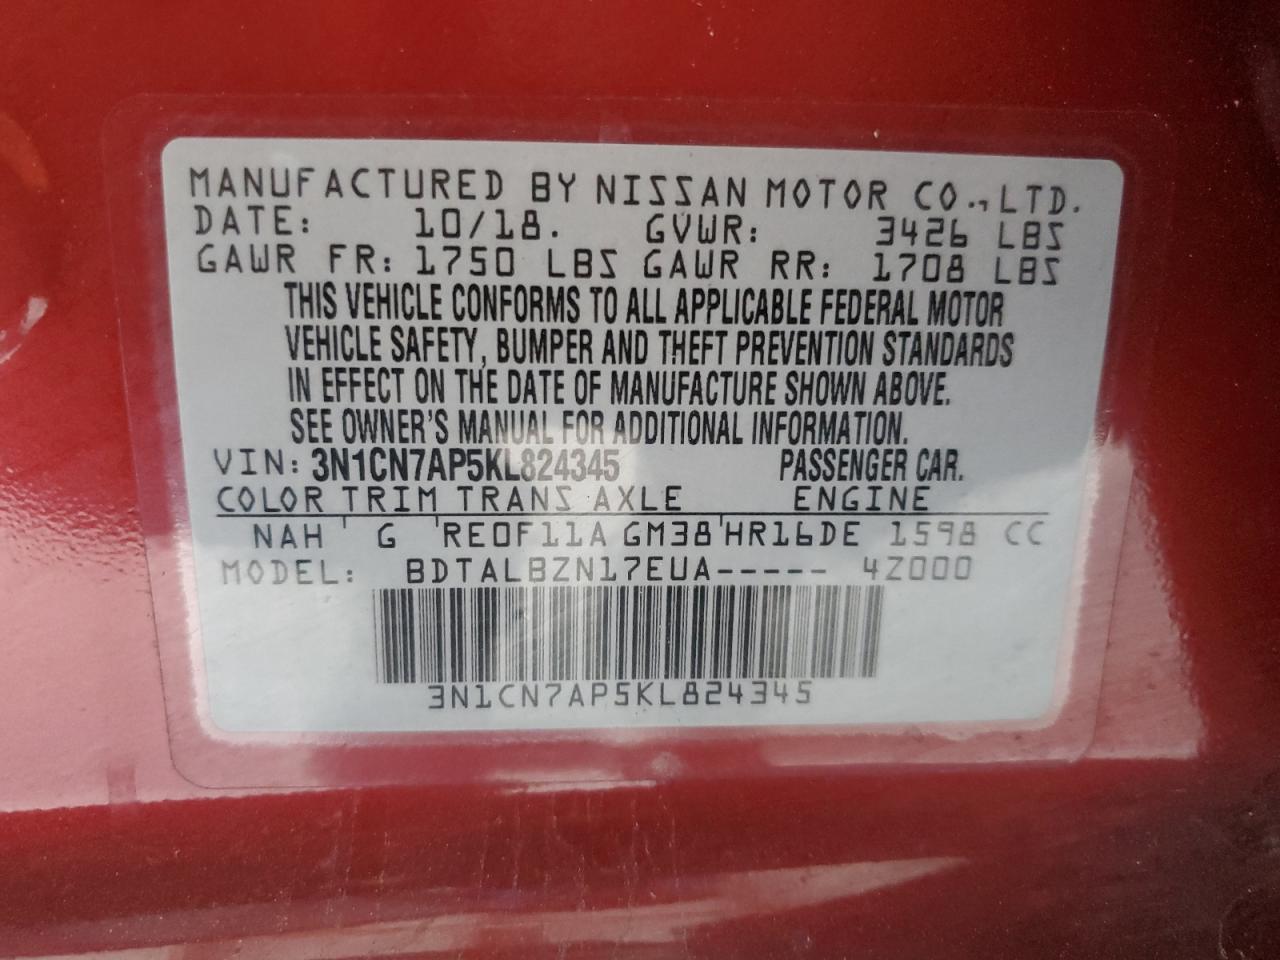 MANUFACTURED BY NISSAN MOTOR CO., LTD.
DATE: 10/18. GVWR: 3426 LBS
GAWR FR: 1750 LBS GAWR RR: 1708 LBS
THIS VEHICLE CONFORMS TO ALL APPLICABLE FEDERAL MOTOR
VEHICLE SAFETY, BUMPER AND THEFT PREVENTION STANDARDS
IN EFFECT ON THE DATE OF MANUFACTURE SHOWN ABOVE.
SEE OWNER'S MANUAL FOR ADDITIONAL INFORMATION.
VIN: 3N1CN7AP5KL824345 PASSENGER CAR.
COLOR TRIM TRANS AXLE ENGINE
NAH ' G 'RE0F11A GM38'HR16DE 1598 CC
MODEL: BDTALBZN17EUA----- 4Z000
3N1CN7AP5KL824345